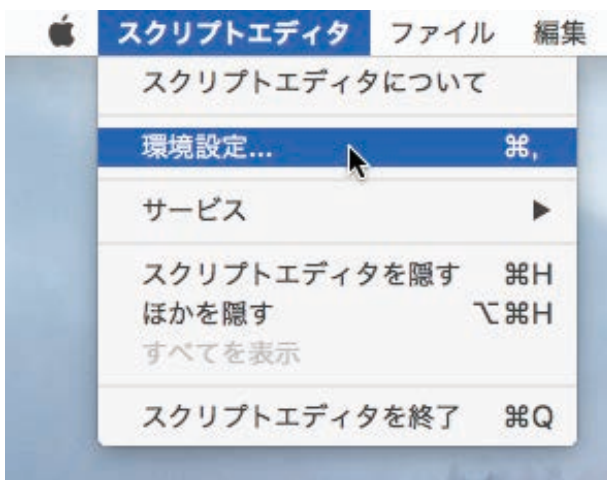 スクリプトエディタ ファイル 編集
スクリプトエディタについて
環境設定... ⌘,
サービス ▶
スクリプトエディタを隠す ⌘H
ほかを隠す ⌥⌘H
すべてを表示
スクリプトエディタを終了 ⌘Q